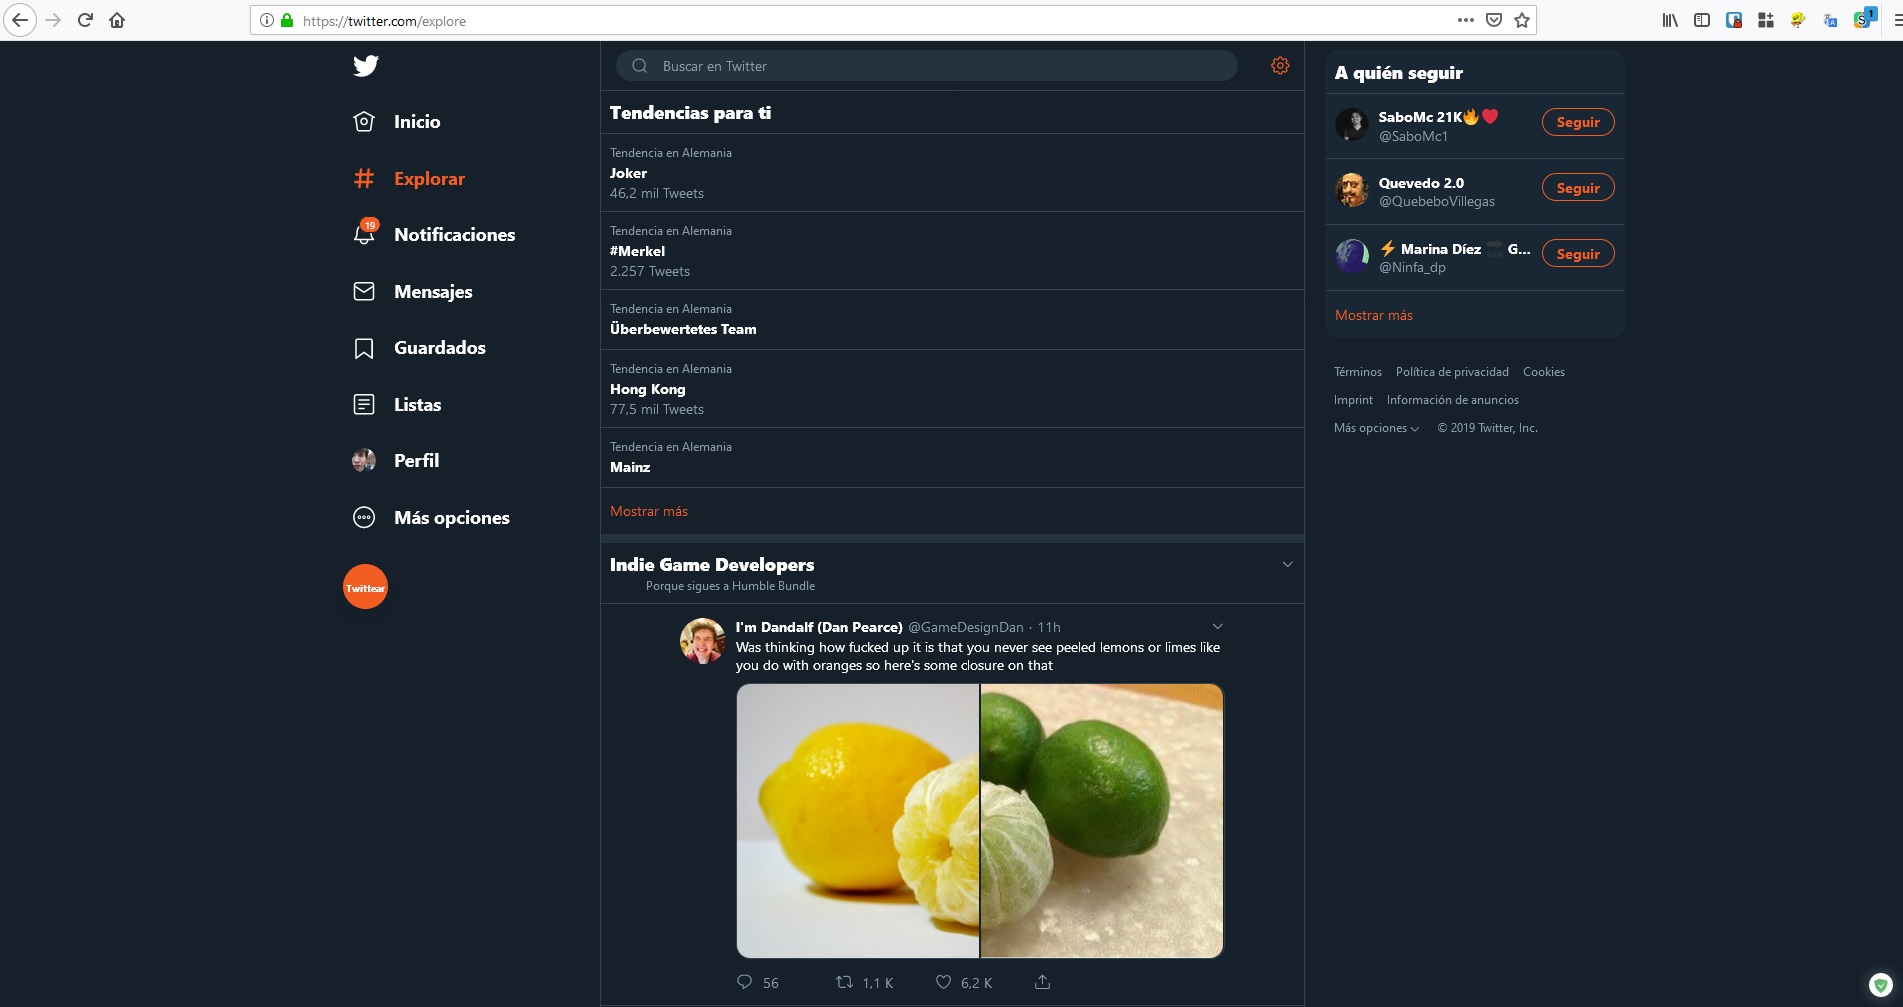 https://twitter.com/explore
1
Inicio
Explorar
19
Notificaciones
Mensajes
Guardados
Listas
Perfil
Más opciones
Twittear
Buscar en Twitter
Tendencias para ti
Tendencia en Alemania
Joker
46,2 mil Tweets
Tendencia en Alemania
#Merkel
2.257 Tweets
Tendencia en Alemania
Überbewertetes Team
Tendencia en Alemania
Hong Kong
77,5 mil Tweets
Tendencia en Alemania
Mainz
Mostrar más
Indie Game Developers
Porque sigues a Humble Bundle
I'm Dandalf (Dan Pearce) @GameDesignDan · 11h
Was thinking how fucked up it is that you never see peeled lemons or limes like
you do with oranges so here's some closure on that
56 1,1 K 6,2 K
A quién seguir
SaboMc 21K🔥❤️
@SaboMc1
Seguir
Quevedo 2.0
@QuebeboVillegas
Seguir
⚡ Marina Díez G...
@Ninfa_dp
Seguir
Mostrar más
Términos Política de privacidad Cookies
Imprint Información de anuncios
Más opciones © 2019 Twitter, Inc.